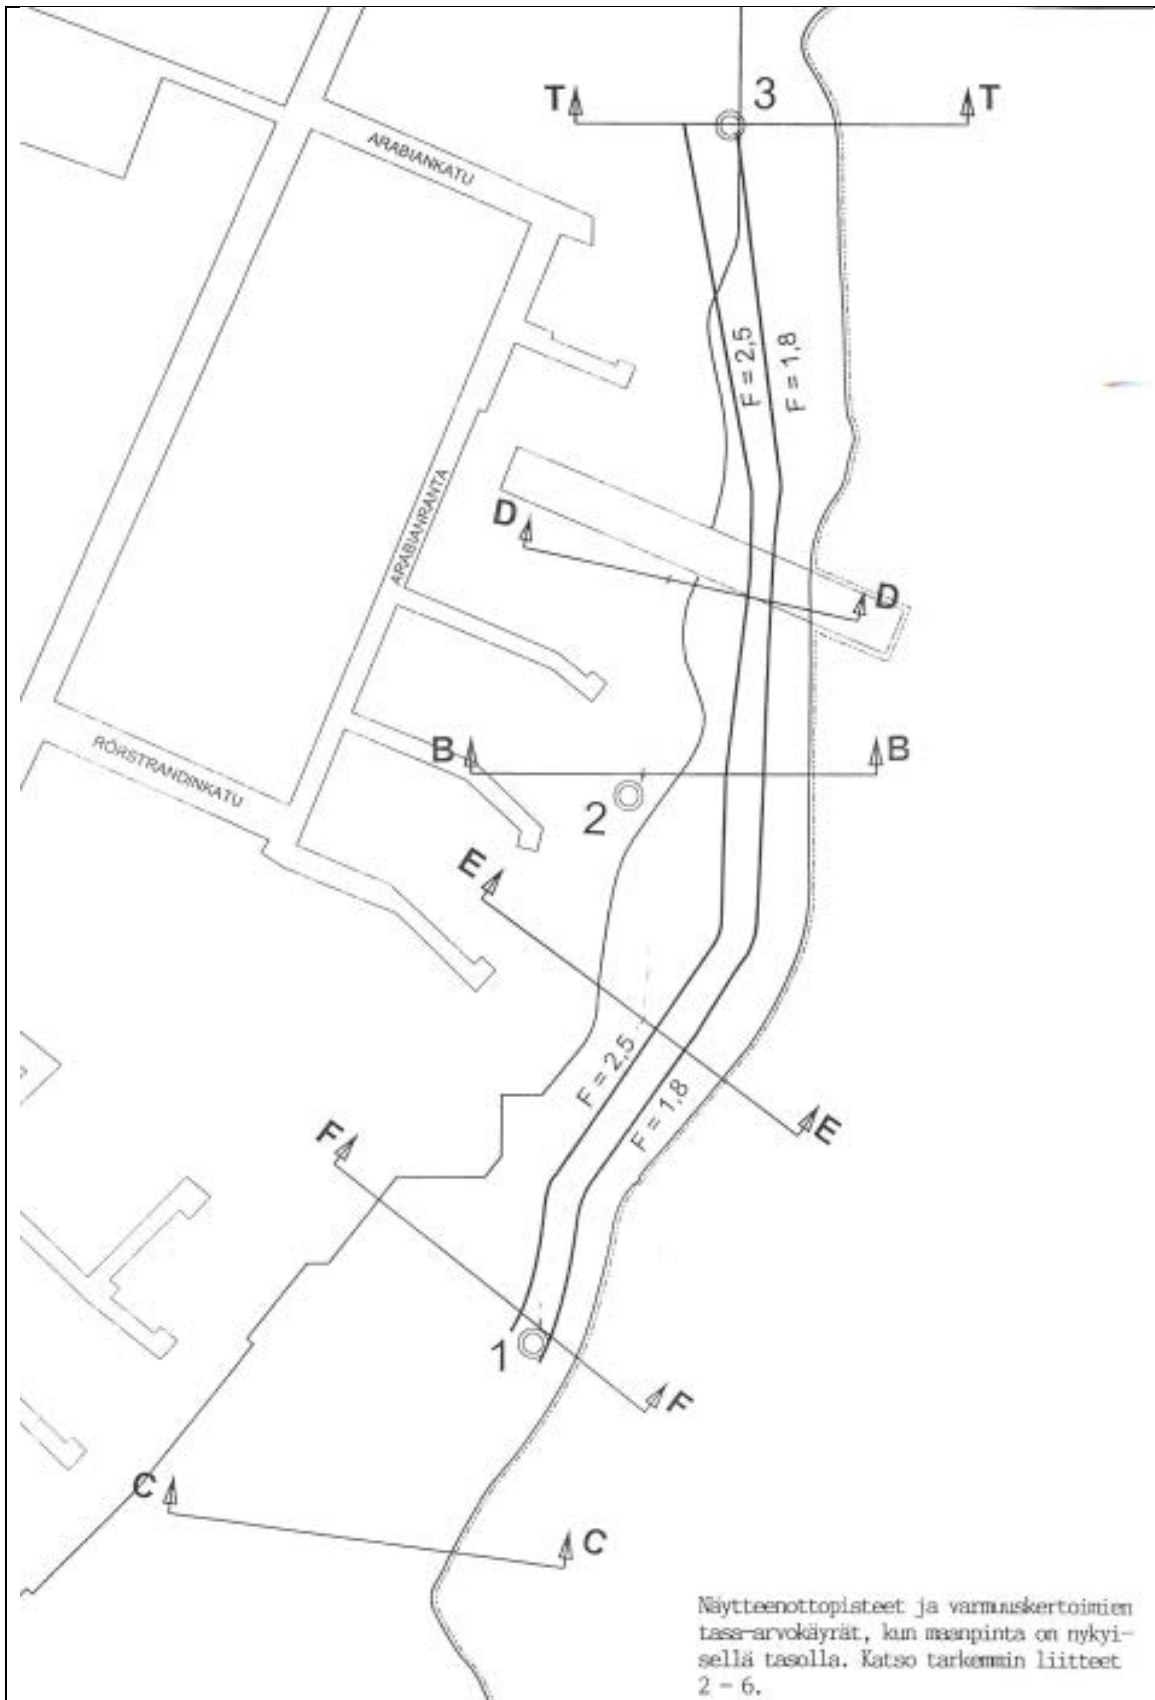 T
3
T
ARABIANKATU
F = 2,5
F = 1,8
ARABIANRANTA
D
D
B
B
RÖRSTRANDINKATU
2
E
F = 2,5
F = 1,8
E
F
1
F
C
C
Näytteenottopisteet ja varmuuskertoimien
tasa-arvokäyrät, kun maanpinta on nykyi-
sellä tasolla. Katso tarkemmin liitteet
2 - 6.